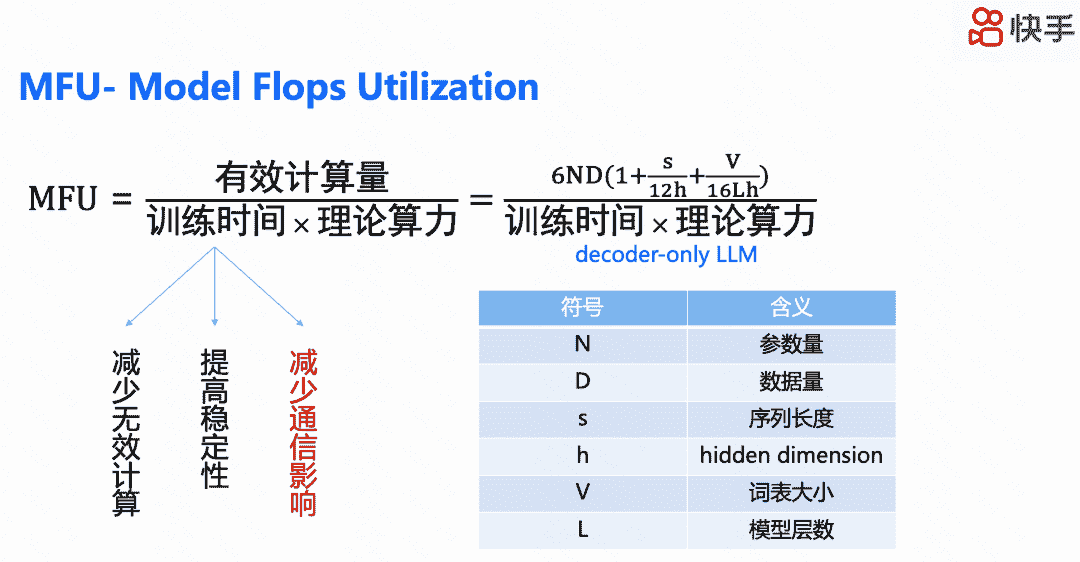 快手
MFU- Model Flops Utilization
MFU = 有效计算量 / 训练时间 × 理论算力 = 6ND(1+ s/12h + V/16Lh) / 训练时间 × 理论算力
decoder-only LLM
减少无效计算
提高稳定性
减少通信影响
符号 含义
N 参数量
D 数据量
s 序列长度
h hidden dimension
V 词表大小
L 模型层数